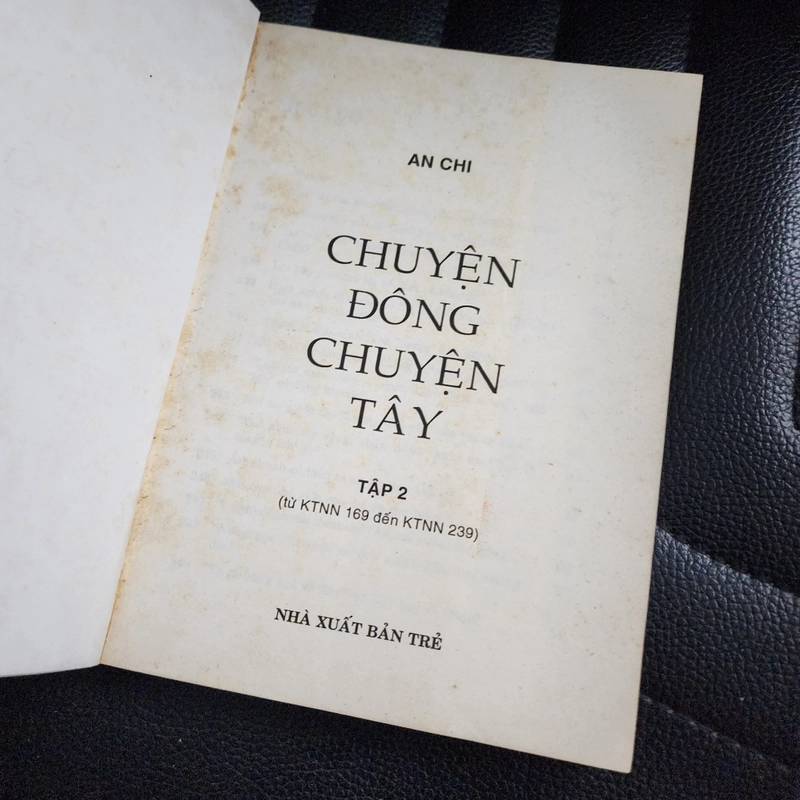 AN CHI
CHUYỆN
ĐÔNG
CHUYỆN
TÂY
TẬP 2
(từ KTNN 169 đến KTNN 239)
NHÀ XUẤT BẢN TRẺ